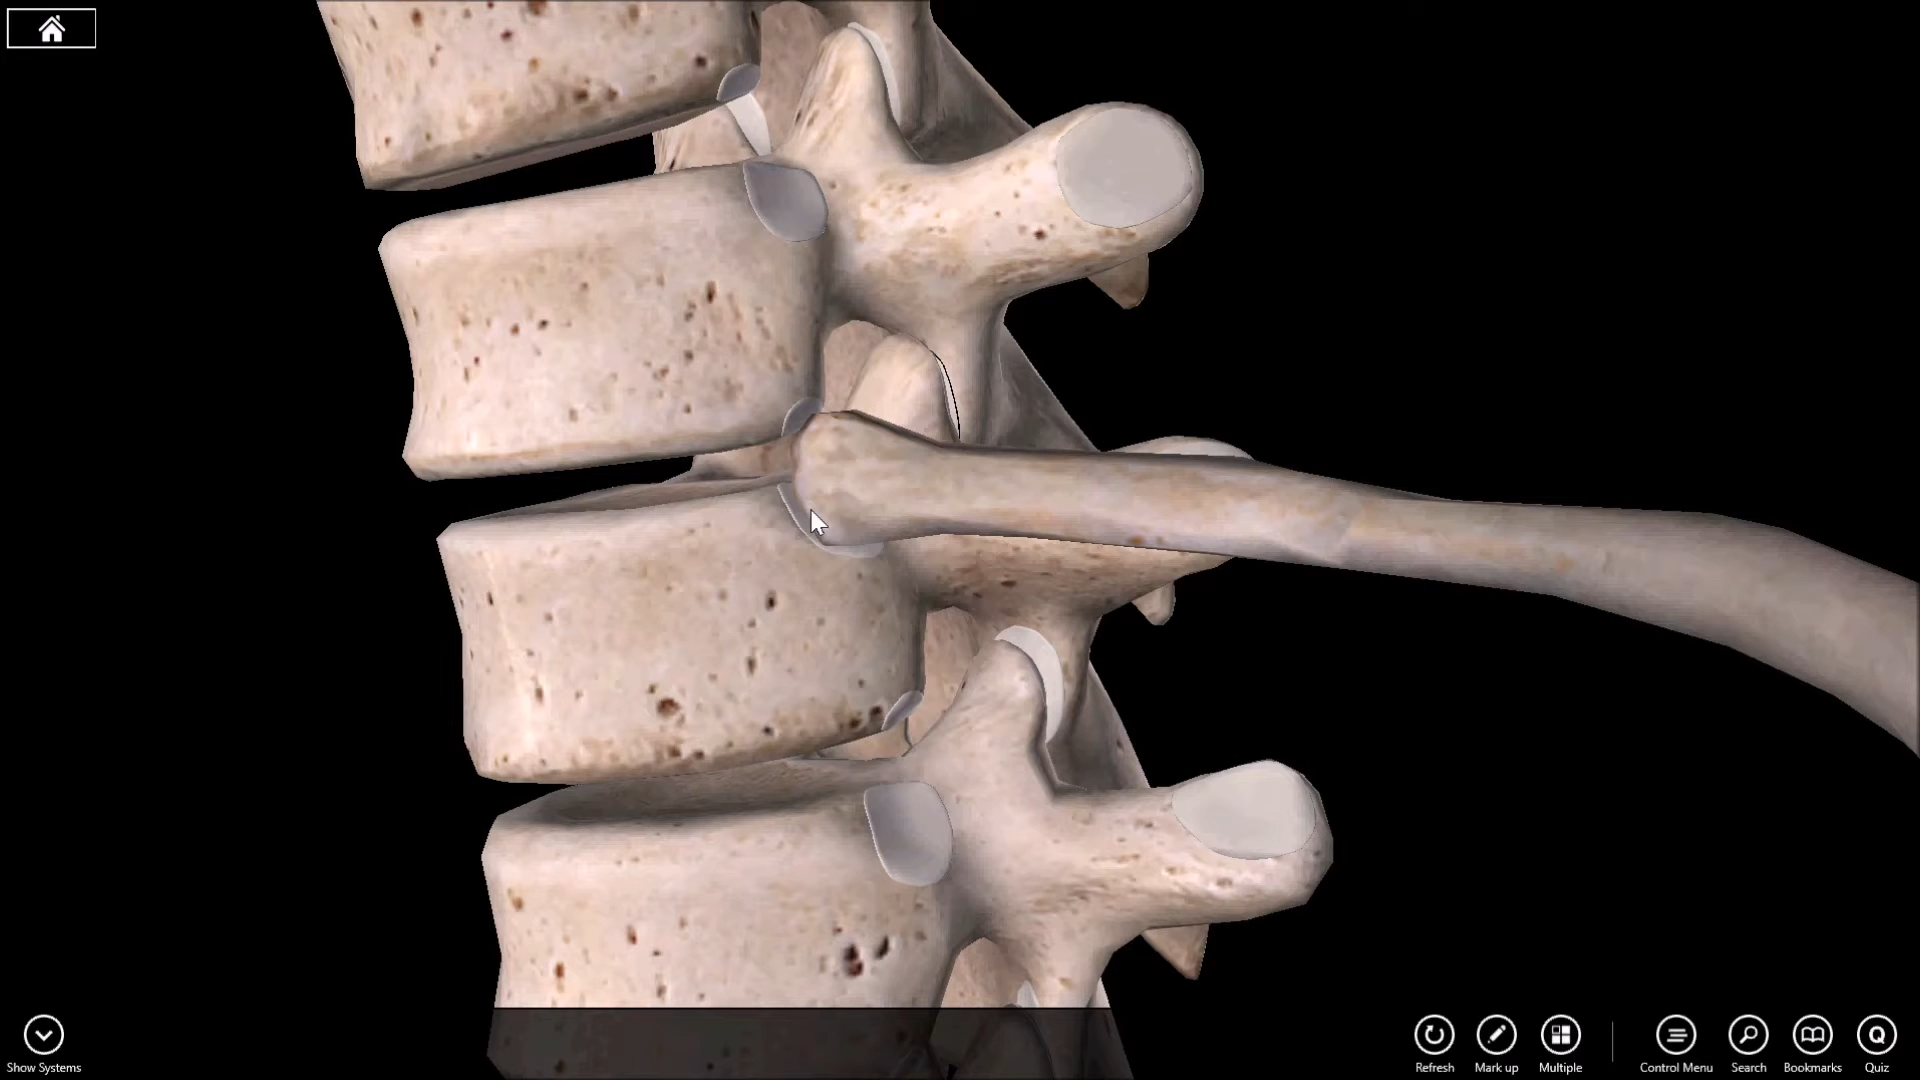 Show Systems
Refresh
Mark up
Multiple
Control Menu
Search
Bookmarks
Q
Quiz